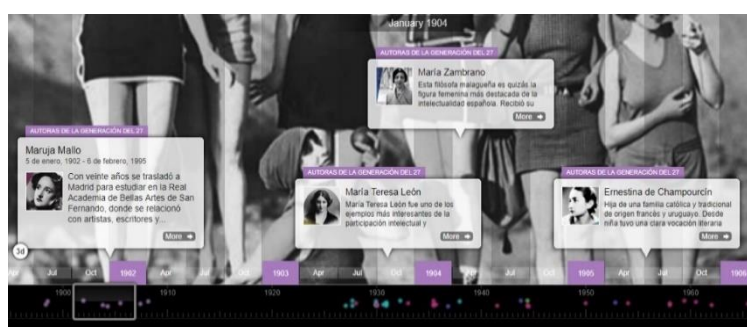 January 1904
AUTORAS DE LA GENERACIÓN DEL 27
María Zambrano
Esta filósofa malagueña es quizás la
figura femenina más destacada de la
intelectualidad española. Recibió su
More
AUTORAS DE LA GENERACIÓN DEL 27
Maruja Mallo
5 de enero, 1902 - 6 de febrero, 1995
Con veinte años se trasladó a
Madrid para estudiar en la Real
Academia de Bellas Artes de San
Fernando, donde se relacionó
con artistas, escritores y...
More
AUTORAS DE LA GENERACIÓN DEL 27
María Teresa León
María Teresa León fue uno de los
ejemplos más interesantes de la
participación intelectual y
More
AUTORAS DE LA GENERACIÓN DEL 27
Ernestina de Champourcín
Hija de una familia católica y tradicional
de origen francés y uruguayo. Desde
niña tuvo una clara vocación literaria
More
3d
Apr Jul Oct 1902 Apr Jul Oct 1903 Apr Jul Oct 1904 Apr Jul Oct 1905 Apr Jul Oct 1906
1900 1910 1920 1930 1940 1950 1960